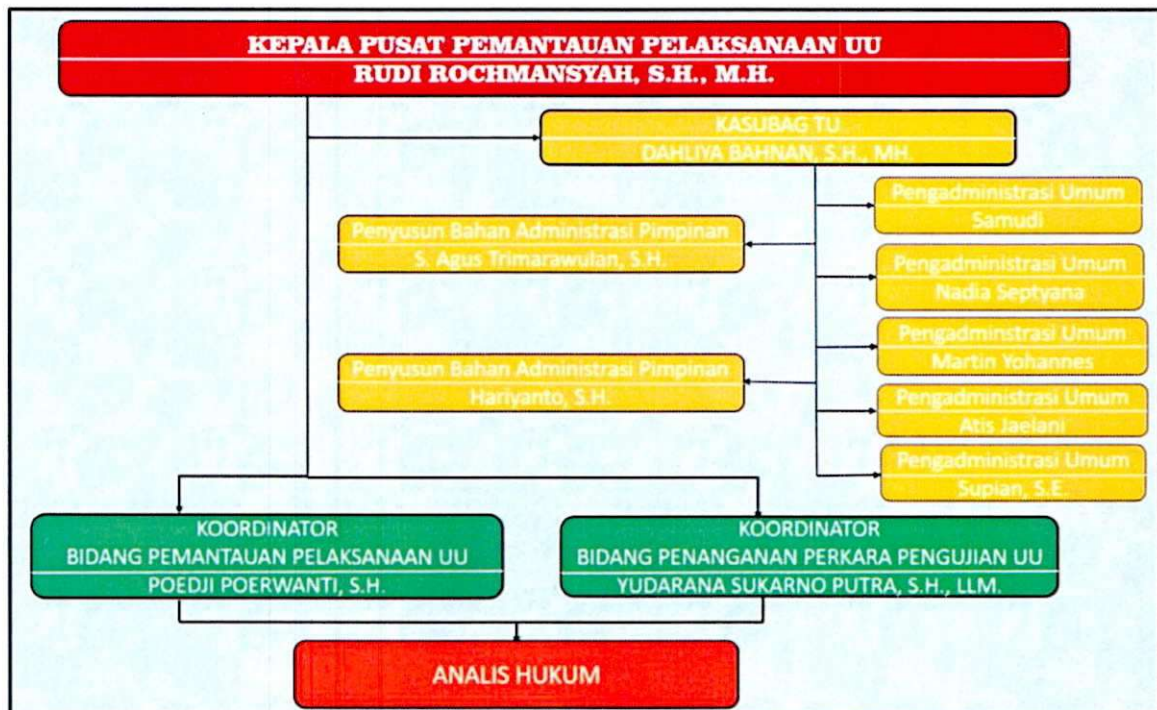 KEPALA PUSAT PEMANTAUAN PELAKSANAAN UU
RUDI ROCHMANSYAH, S.H., M.H.
KASUBAG TU
DAHLIYA BAHNAN, S.H., MH.
Pengadministrasi Umum
Samudi
Penyusun Bahan Administrasi Pimpinan
S. Agus Trimarawulan, S.H.
Pengadministrasi Umum
Nadia Septyana
Pengadminstrasi Umum
Martin Yohannes
Penyusun Bahan Administrasi Pimpinan
Hariyanto, S.H.
Pengadministrasi Umum
Atis Jaelani
Pengadministrasi Umum
Supian, S.E.
KOORDINATOR
BIDANG PEMANTAUAN PELAKSANAAN UU
POEDJI POERWANTI, S.H.
KOORDINATOR
BIDANG PENANGANAN PERKARA PENGUJIAN UU
YUDARANA SUKARNO PUTRA, S.H., LLM.
ANALIS HUKUM